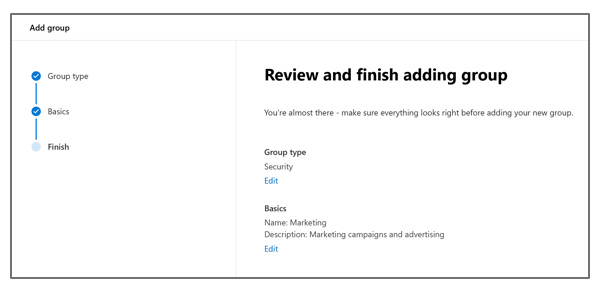 Add group
Group type
Basics
Finish
Review and finish adding group
You're almost there - make sure everything looks right before adding your new group.
Group type
Security
Edit
Basics
Name: Marketing
Description: Marketing campaigns and advertising
Edit